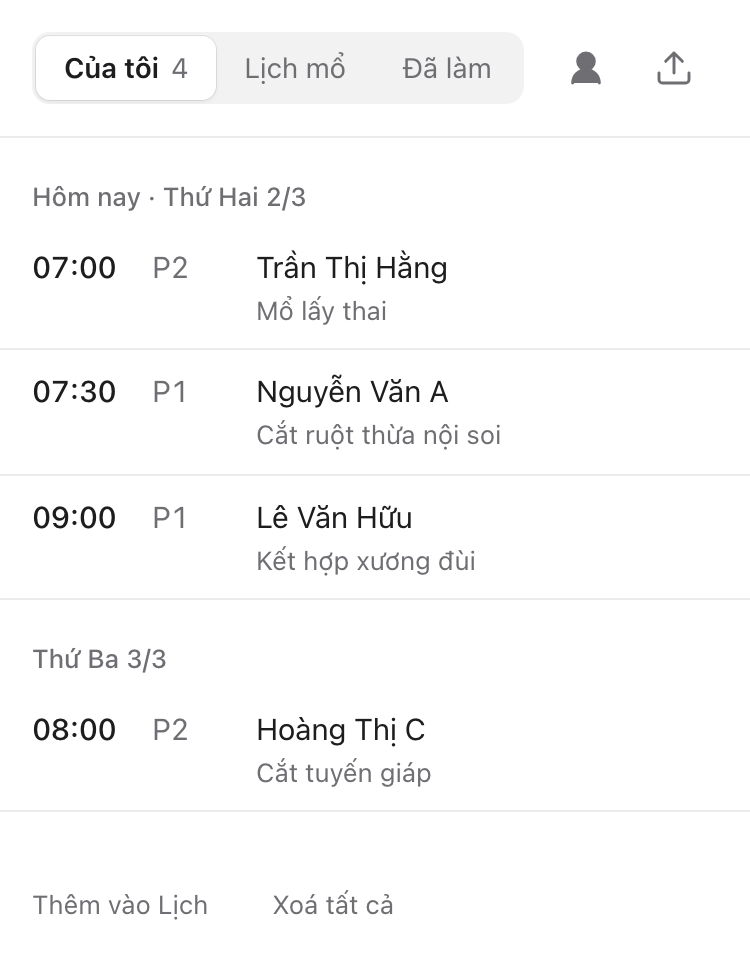 Của tôi 4 Lịch mổ Đã làm
Hôm nay · Thứ Hai 2/3
07:00 P2 Trần Thị Hằng
Mổ lấy thai
07:30 P1 Nguyễn Văn A
Cắt ruột thừa nội soi
09:00 P1 Lê Văn Hữu
Kết hợp xương đùi
Thứ Ba 3/3
08:00 P2 Hoàng Thị C
Cắt tuyến giáp
Thêm vào Lịch Xoá tất cả